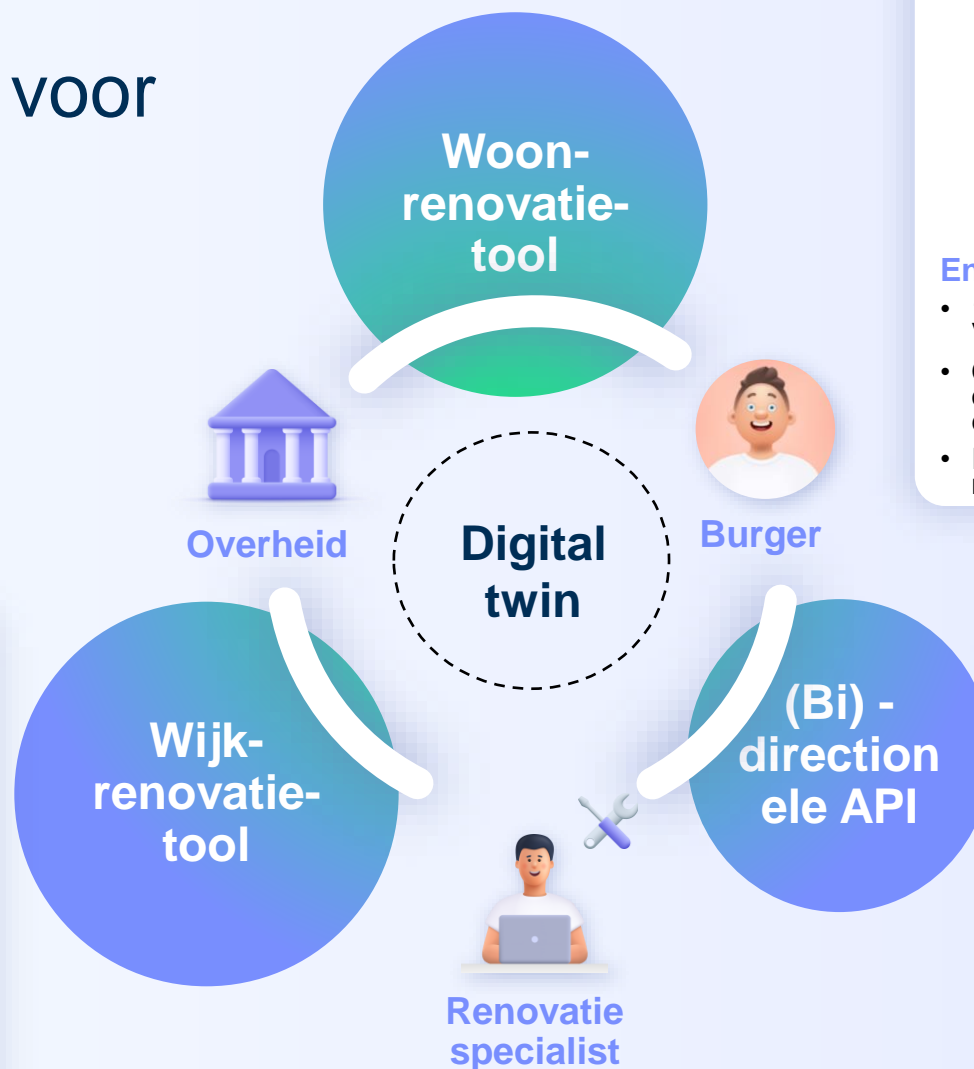 voor
Woon-
renovatie-
tool
Overheid
Burger
Digital
twin
Wijk-
renovatie-
tool
(Bi) -
direction
ele API
Renovatie
specialist